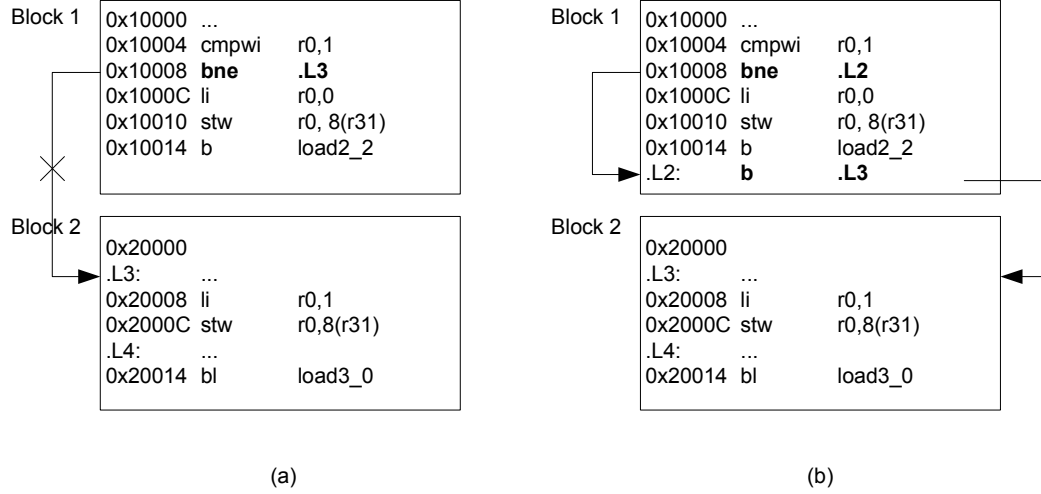 Block 1
0x10000 ...
0x10004 cmpwi r0,1
0x10008 bne .L3
0x1000C li r0,0
0x10010 stw r0, 8(r31)
0x10014 b load2_2
Block 2
0x20000
.L3: ...
0x20008 li r0,1
0x2000C stw r0,8(r31)
.L4: ...
0x20014 bl load3_0
(a)
Block 1
0x10000 ...
0x10004 cmpwi r0,1
0x10008 bne .L2
0x1000C li r0,0
0x10010 stw r0, 8(r31)
0x10014 b load2_2
.L2: b .L3
Block 2
0x20000
.L3: ...
0x20008 li r0,1
0x2000C stw r0,8(r31)
.L4: ...
0x20014 bl load3_0
(b)